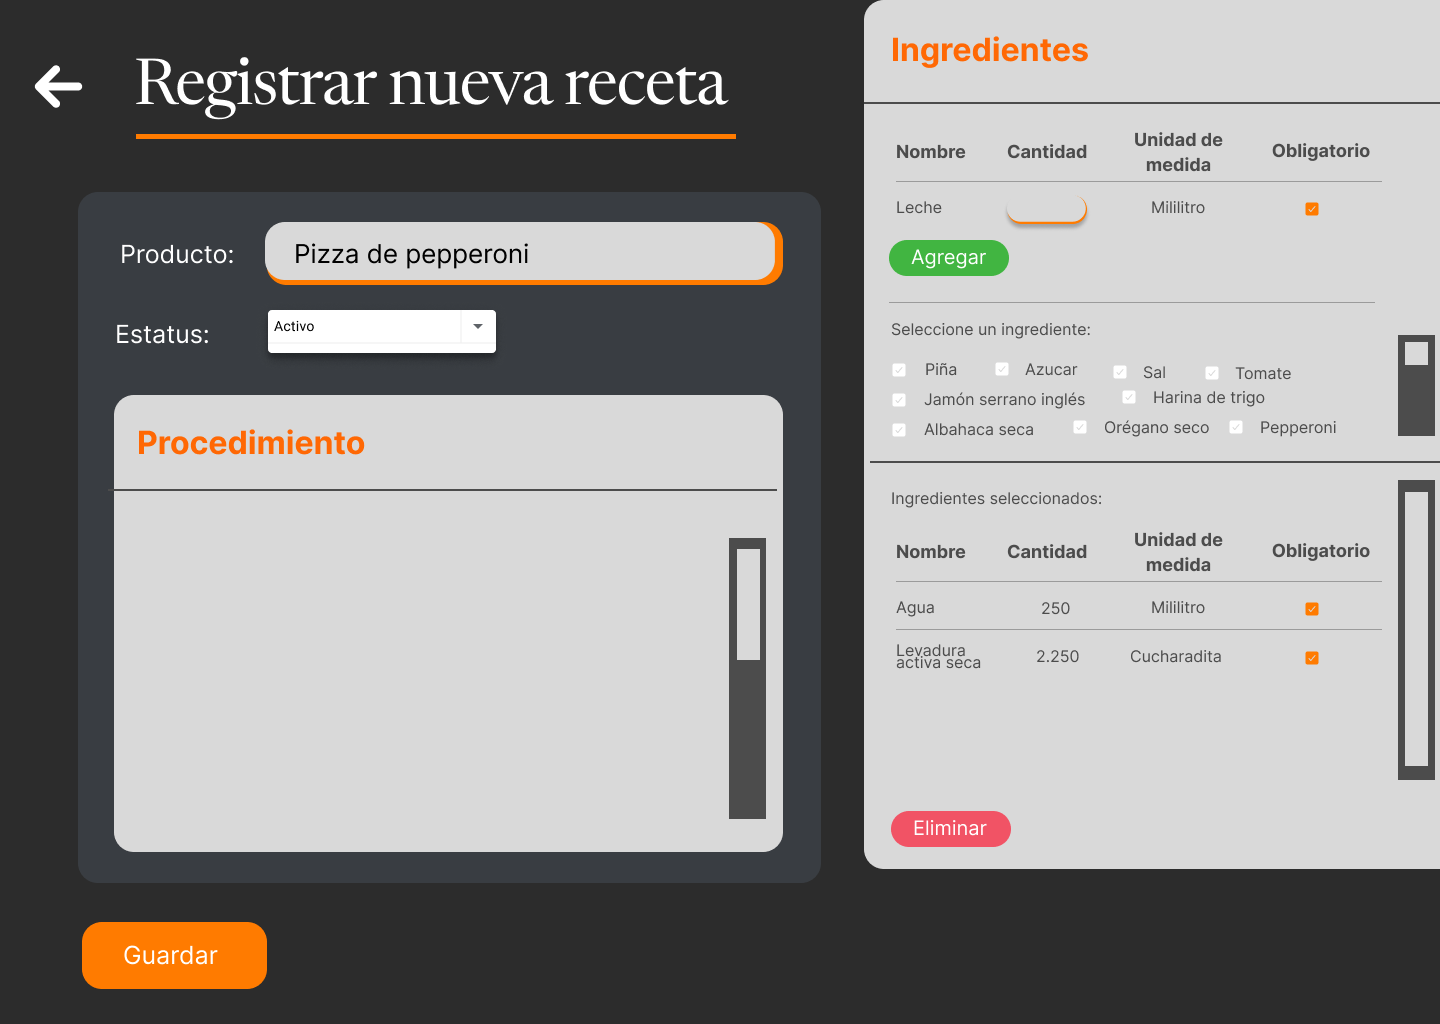 Registrar nueva receta
Producto: Pizza de pepperoni
Estatus: Activo
Procedimiento
Guardar
Ingredientes
Nombre Cantidad Unidad de medida Obligatorio
Leche Mililitro
Agregar
Seleccione un ingrediente:
Piña Azucar Sal Tomate
Jamón serrano inglés Harina de trigo
Albahaca seca Orégano seco Pepperoni
Ingredientes seleccionados:
Nombre Cantidad Unidad de medida Obligatorio
Agua 250 Mililitro
Levadura activa seca 2.250 Cucharadita
Eliminar